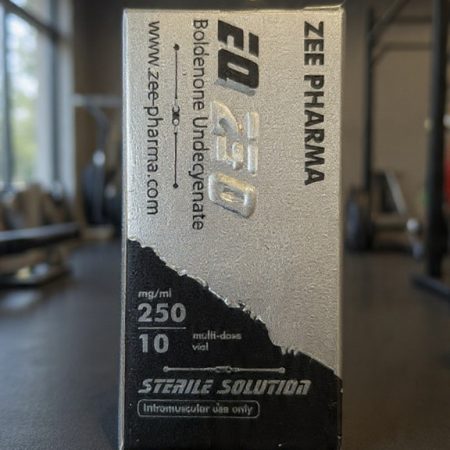 ZEE PHARMA
EQ 250
Boldenone Undecyenate
www.zee-pharma.com
mg/ml
250
10
multi-dose
vial
STERILE SOLUTION
Intromuscular use only